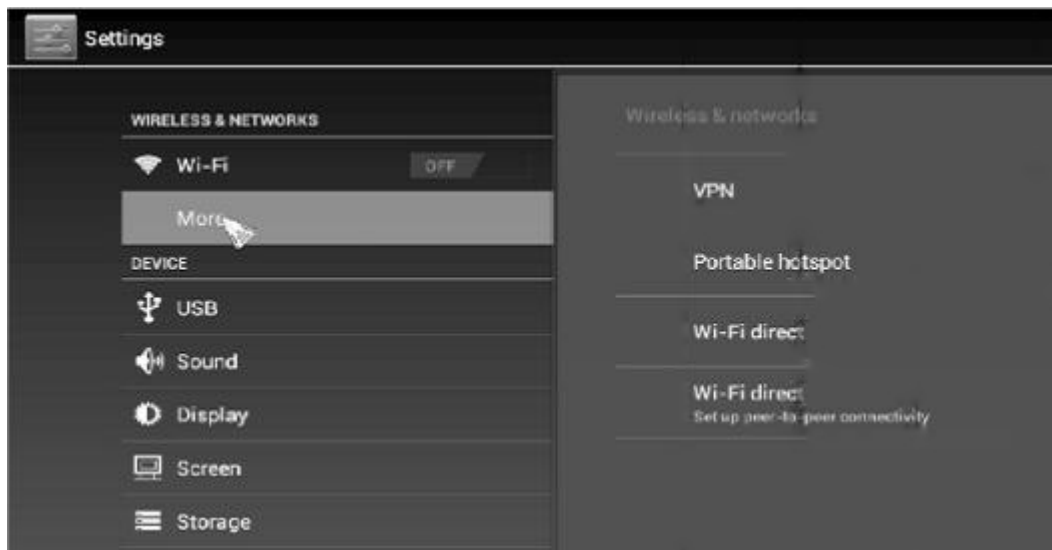 Settings
WIRELESS & NETWORKS
Wi-Fi OFF
More
DEVICE
USB
Sound
Display
Screen
Storage
Wireless & networks
VPN
Portable hotspot
Wi-Fi direct
Wi-Fi direct
Set up peer-to-peer connectivity